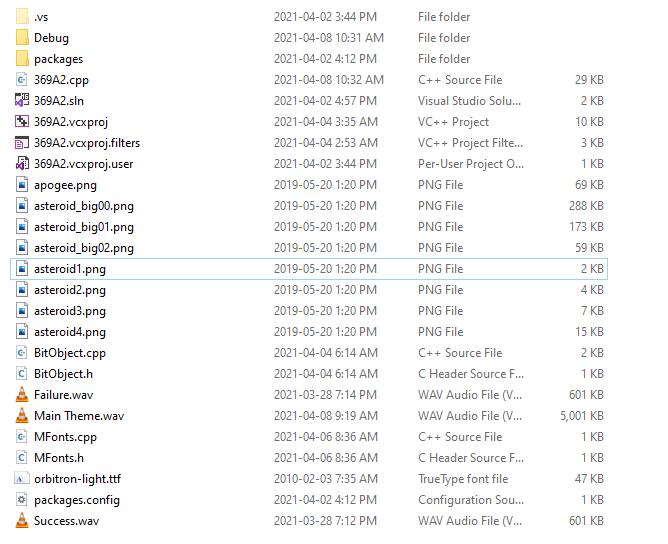 .vs 2021-04-02 3:44 PM File folder
Debug 2021-04-08 10:31 AM File folder
packages 2021-04-02 4:12 PM File folder
369A2.cpp 2021-04-08 10:32 AM C++ Source File 29 KB
369A2.sln 2021-04-02 4:57 PM Visual Studio Solu... 2 KB
369A2.vcxproj 2021-04-04 3:35 AM VC++ Project 10 KB
369A2.vcxproj.filters 2021-04-04 2:53 AM VC++ Project Filte... 3 KB
369A2.vcxproj.user 2021-04-02 3:44 PM Per-User Project O... 1 KB
apogee.png 2019-05-20 1:20 PM PNG File 69 KB
asteroid_big00.png 2019-05-20 1:20 PM PNG File 288 KB
asteroid_big01.png 2019-05-20 1:20 PM PNG File 173 KB
asteroid_big02.png 2019-05-20 1:20 PM PNG File 59 KB
asteroid1.png 2019-05-20 1:20 PM PNG File 2 KB
asteroid2.png 2019-05-20 1:20 PM PNG File 4 KB
asteroid3.png 2019-05-20 1:20 PM PNG File 7 KB
asteroid4.png 2019-05-20 1:20 PM PNG File 15 KB
BitObject.cpp 2021-04-04 6:14 AM C++ Source File 2 KB
BitObject.h 2021-04-04 6:14 AM C Header Source F... 1 KB
Failure.wav 2021-03-28 7:14 PM WAV Audio File (V... 601 KB
Main Theme.wav 2021-04-08 9:19 AM WAV Audio File (V... 5,001 KB
MFonts.cpp 2021-04-06 8:36 AM C++ Source File 1 KB
MFonts.h 2021-04-06 8:36 AM C Header Source F... 1 KB
orbitron-light.ttf 2010-02-03 7:35 AM TrueType font file 47 KB
packages.config 2021-04-02 4:12 PM Configuration Sou... 1 KB
Success.wav 2021-03-28 7:12 PM WAV Audio File (V... 601 KB